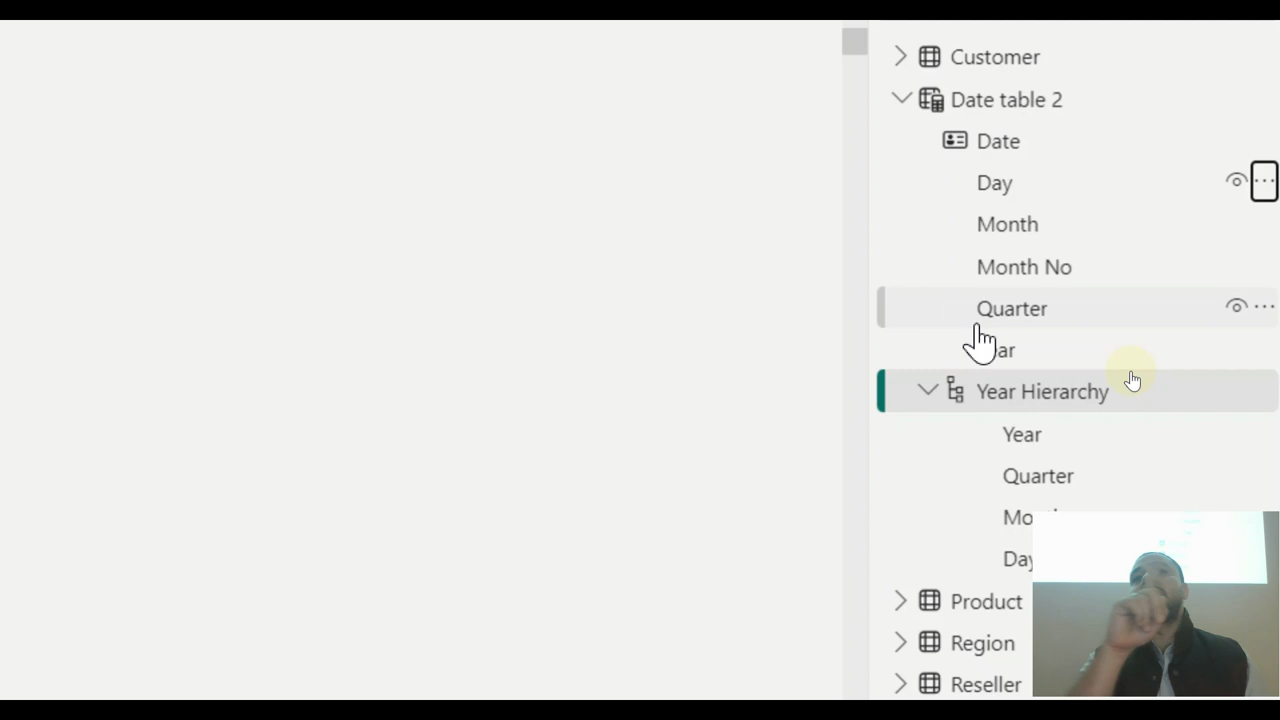 Customer
Date table 2
Date
Day
Month
Month No
Quarter
Year Hierarchy
Year
Quarter
Product
Region
Reseller